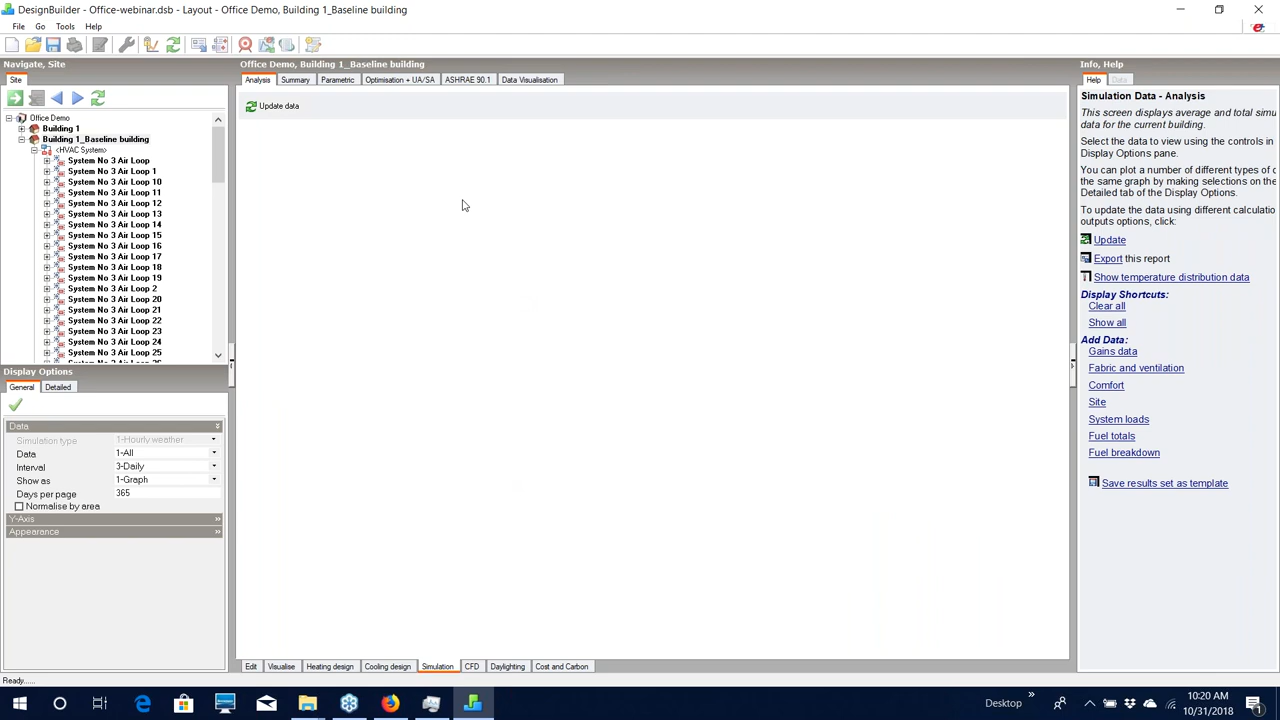 DesignBuilder - Office-webinar.dsb - Layout - Office Demo, Building 1_Baseline building
File Go Tools Help
Navigate, Site
Site
Office Demo
Building 1
Building 1_Baseline building
<HVAC System>
System No 3 Air Loop
System No 3 Air Loop 1
System No 3 Air Loop 10
System No 3 Air Loop 11
System No 3 Air Loop 12
System No 3 Air Loop 13
System No 3 Air Loop 14
System No 3 Air Loop 15
System No 3 Air Loop 16
System No 3 Air Loop 17
System No 3 Air Loop 18
System No 3 Air Loop 19
System No 3 Air Loop 2
System No 3 Air Loop 20
System No 3 Air Loop 21
System No 3 Air Loop 22
System No 3 Air Loop 23
System No 3 Air Loop 24
System No 3 Air Loop 25
Display Options
General Detailed
Data
Simulation type 1-Hourly weather
Data 1-All
Interval 3-Daily
Show as 1-Graph
Days per page 365
Normalise by area
Y-Axis
Appearance
Office Demo, Building 1_Baseline building
Analysis Summary Parametric Optimisation + UA/SA ASHRAE 90.1 Data Visualisation
Update data
Edit Visualise Heating design Cooling design Simulation CFD Daylighting Cost and Carbon
Info, Help
Help Data
Simulation Data - Analysis
This screen displays average and total simu
data for the current building.
Select the data to view using the controls in
Display Options pane.
You can plot a number of different types of d
the same graph by making selections on the
Detailed tab of the Display Options.
To update the data using different calculatio
outputs options, click:
Update
Export this report
Show temperature distribution data
Display Shortcuts:
Clear all
Show all
Add Data:
Gains data
Fabric and ventilation
Comfort
Site
System loads
Fuel totals
Fuel breakdown
Save results set as template
Ready......
Desktop
10:20 AM
10/31/2018